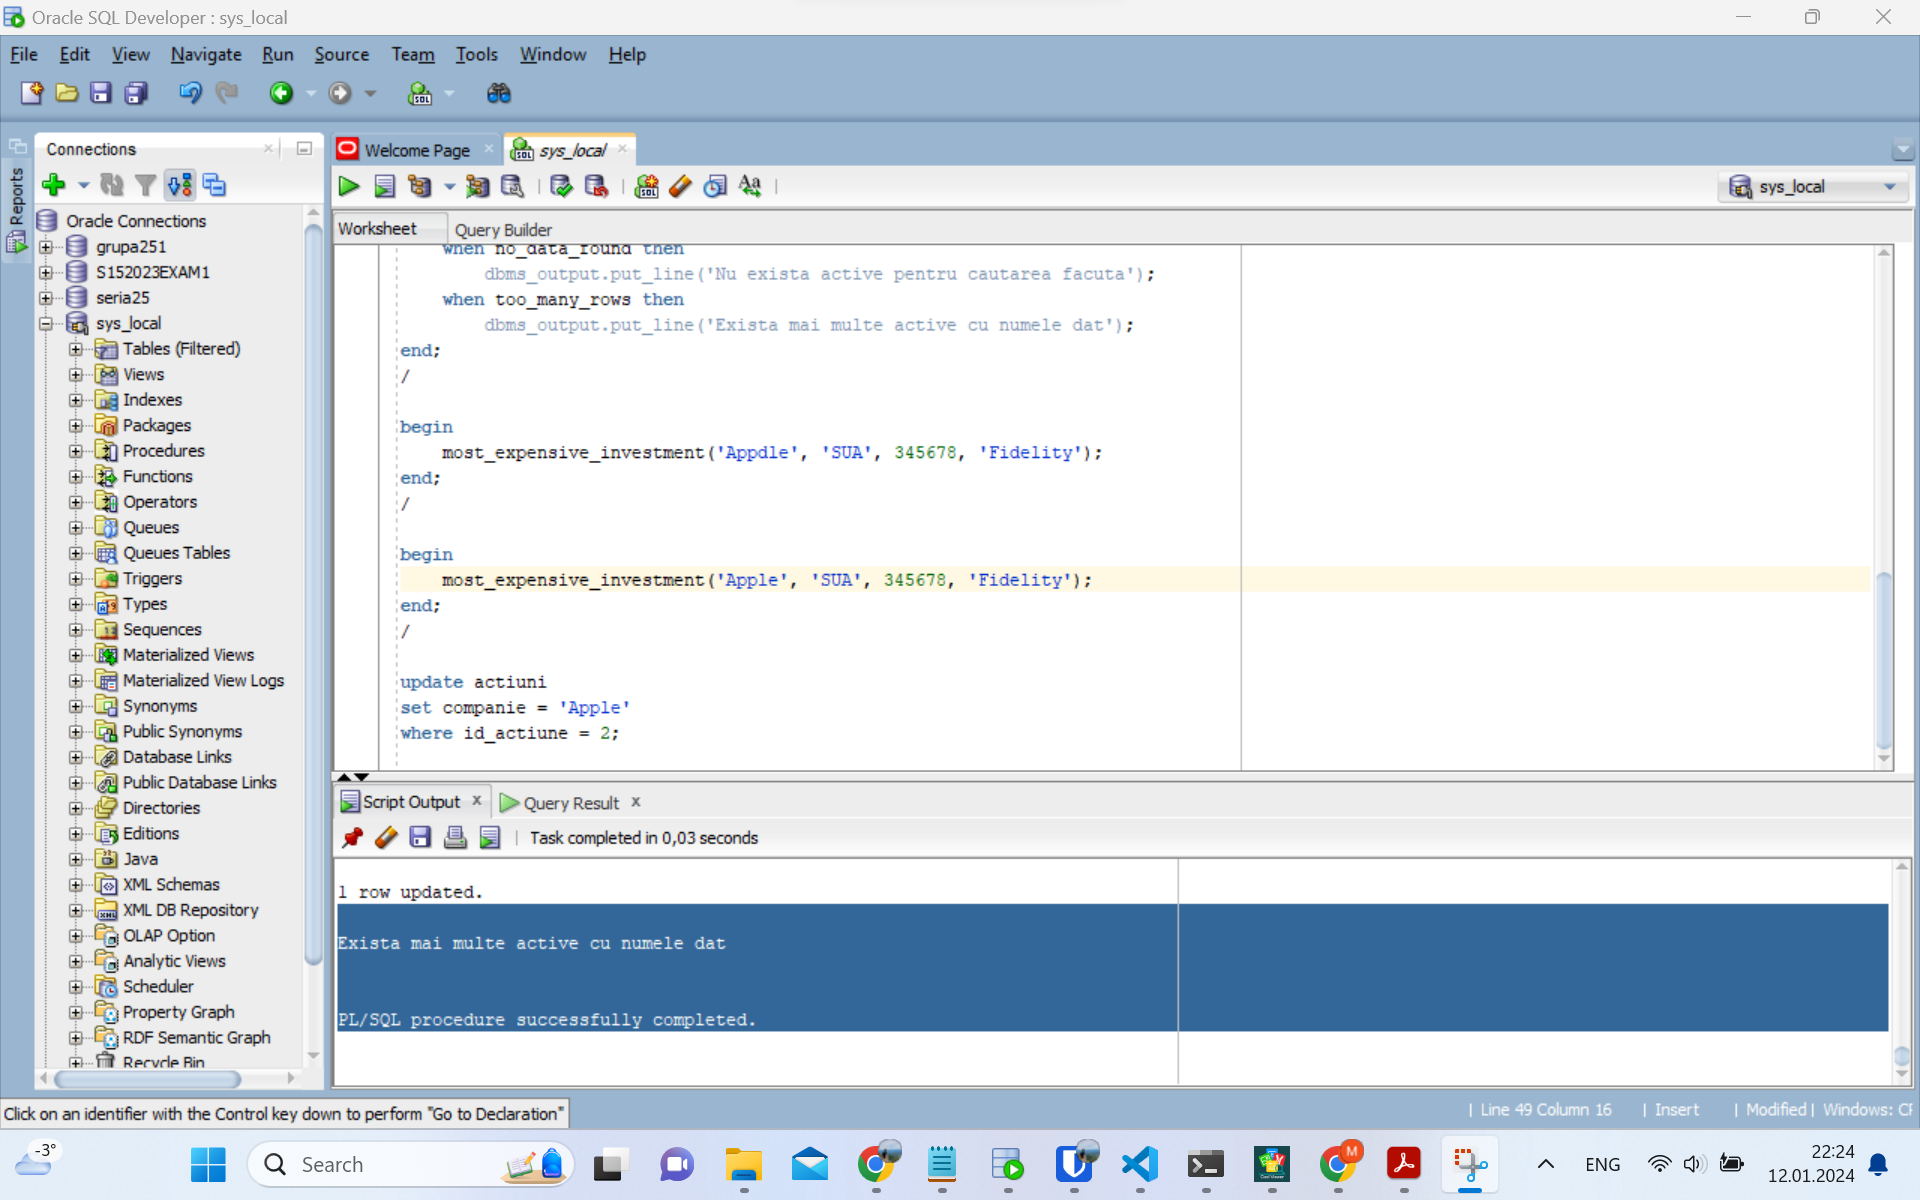 Oracle SQL Developer : sys_local
File Edit View Navigate Run Source Team Tools Window Help
Reports
Connections
Oracle Connections
grupa251
S152023EXAM1
seria25
sys_local
Tables (Filtered)
Views
Indexes
Packages
Procedures
Functions
Operators
Queues
Queues Tables
Triggers
Types
Sequences
Materialized Views
Materialized View Logs
Synonyms
Public Synonyms
Database Links
Public Database Links
Directories
Editions
Java
XML Schemas
XML DB Repository
OLAP Option
Analytic Views
Scheduler
Property Graph
RDF Semantic Graph
Recycle Bin
Welcome Page
sys_local
sys_local
Worksheet Query Builder
when no_data_found then
dbms_output.put_line('Nu exista active pentru cautarea facuta');
when too_many_rows then
dbms_output.put_line('Exista mai multe active cu numele dat');
end;
/
begin
most_expensive_investment('Appdle', 'SUA', 345678, 'Fidelity');
end;
/
begin
most_expensive_investment('Apple', 'SUA', 345678, 'Fidelity');
end;
/
update actiuni
set companie = 'Apple'
where id_actiune = 2;
Script Output x Query Result x
Task completed in 0,03 seconds
1 row updated.
Exista mai multe active cu numele dat
PL/SQL procedure successfully completed.
Click on an identifier with the Control key down to perform "Go to Declaration"
| Line 49 Column 16 | Insert | Modified | Windows: CF
-3°
Search
M
ENG
22:24
12.01.2024